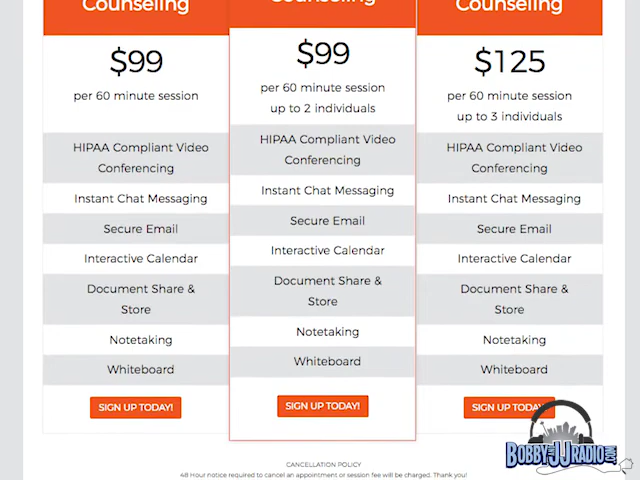 Counseling
$99
per 60 minute session
HIPAA Compliant Video
Conferencing
Instant Chat Messaging
Secure Email
Interactive Calendar
Document Share &
Store
Notetaking
Whiteboard
SIGN UP TODAY!
Counseling
$99
per 60 minute session
up to 2 individuals
HIPAA Compliant Video
Conferencing
Instant Chat Messaging
Secure Email
Interactive Calendar
Document Share &
Store
Notetaking
Whiteboard
SIGN UP TODAY!
Counseling
$125
per 60 minute session
up to 3 individuals
HIPAA Compliant Video
Conferencing
Instant Chat Messaging
Secure Email
Interactive Calendar
Document Share &
Store
Notetaking
Whiteboard
SIGN UP TODAY!
CANCELLATION POLICY
48 Hour notice required to cancel an appointment or session fee will be charged. Thank you!
BOBBY JJRADIO.COM